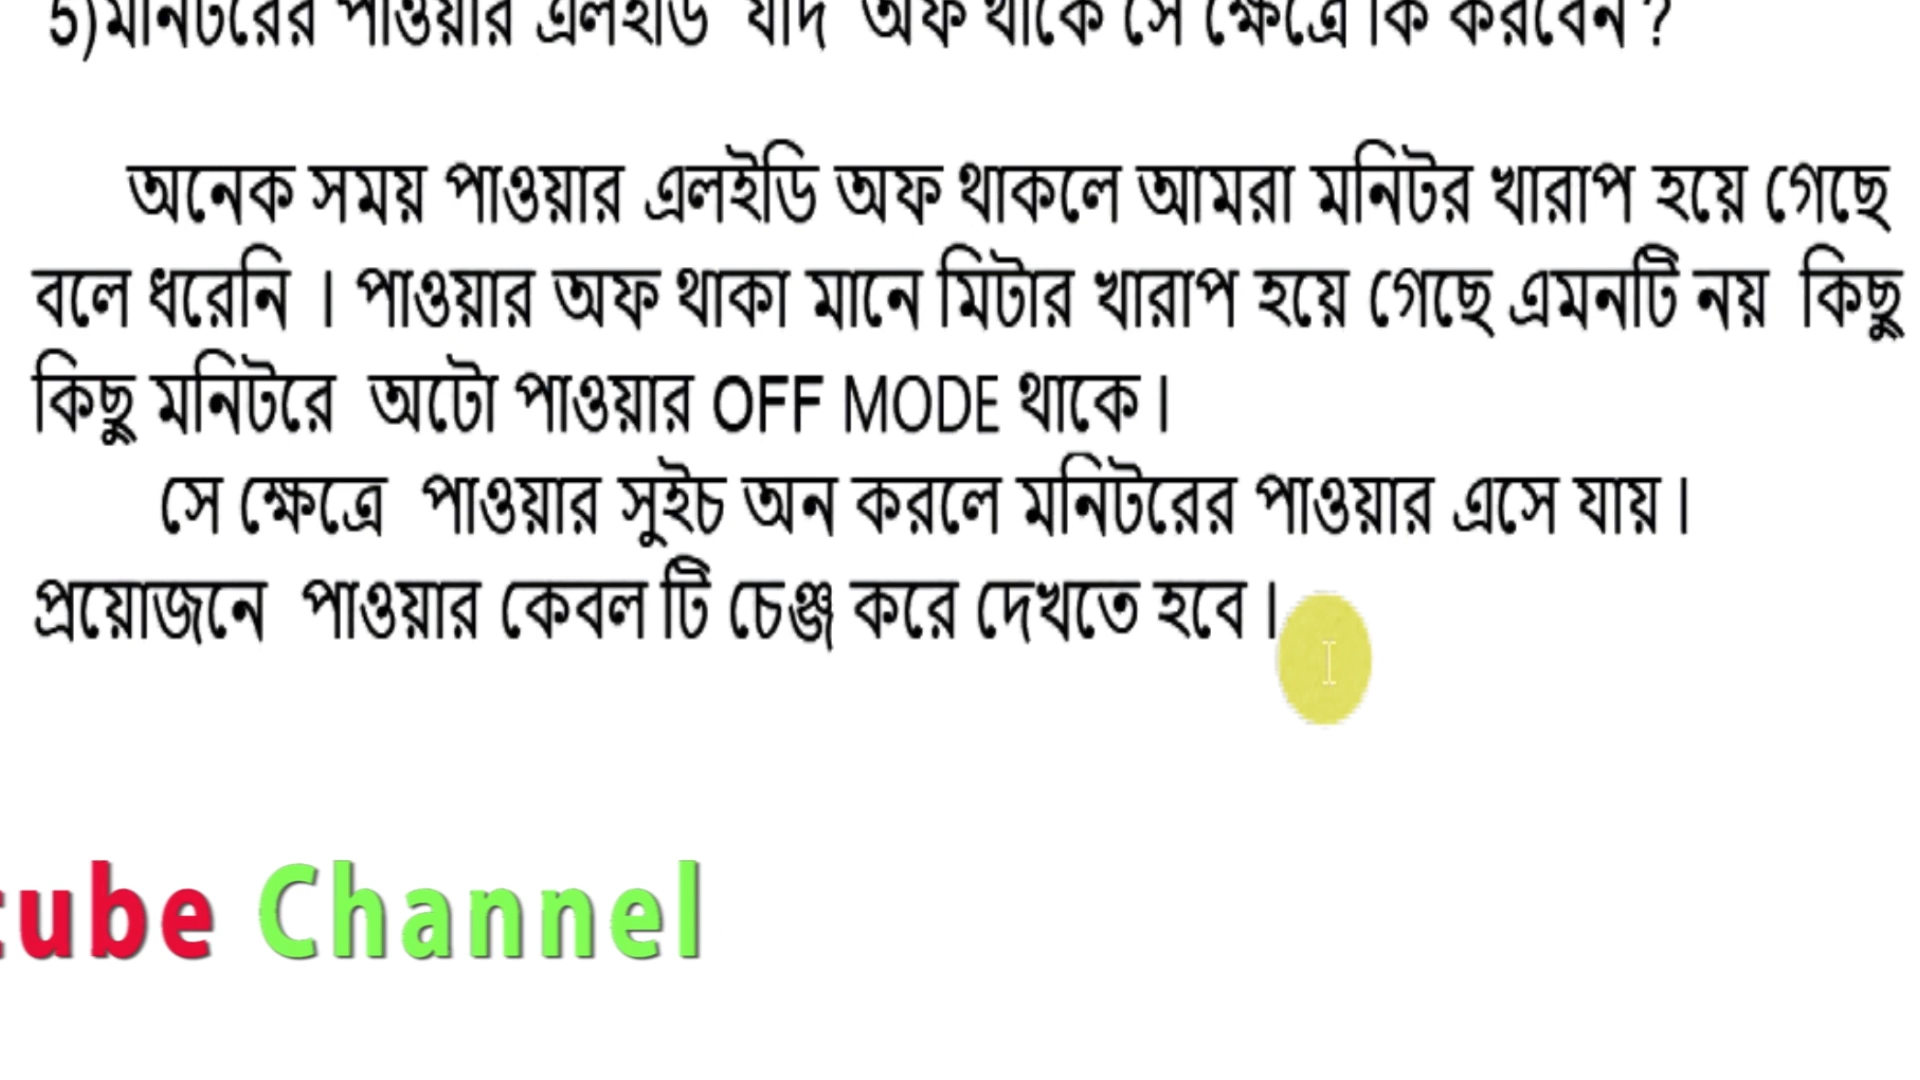 5)মনিটরের পাওয়ার এলইডি যদি অফ থাকে সে ক্ষেত্রে কি করবেন ?
অনেক সময় পাওয়ার এলইডি অফ থাকলে আমরা মনিটর খারাপ হয়ে গেছে
বলে ধরেনি । পাওয়ার অফ থাকা মানে মিটার খারাপ হয়ে গেছে এমনটি নয় কিছু
কিছু মনিটরে অটো পাওয়ার OFF MODE থাকে ।
সে ক্ষেত্রে পাওয়ার সুইচ অন করলে মনিটরের পাওয়ার এসে যায় ।
প্রয়োজনে পাওয়ার কেবল টি চেঞ্জ করে দেখতে হবে ।
tube Channel